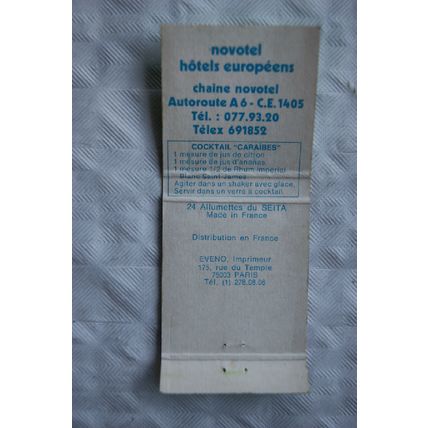 novotel
hôtels européens
chaine novotel
Autoroute A6 - C.E. 1405
Tél. : 077.93.20
Télex 691852
COCKTAIL "CARAÏBES"
1 mesure de jus de citron
1 mesure de jus d'ananas
1 mesure 1/2 de Rhum Impérial
Blanc Saint-James
Agiter dans un shaker avec glace,
Servir dans un verre à cocktail.
24 Allumettes du SEITA
Made in France
Distribution en France
EVENO, Imprimeur
175, rue du Temple
75003 PARIS
Tél. (1) 278.08.06